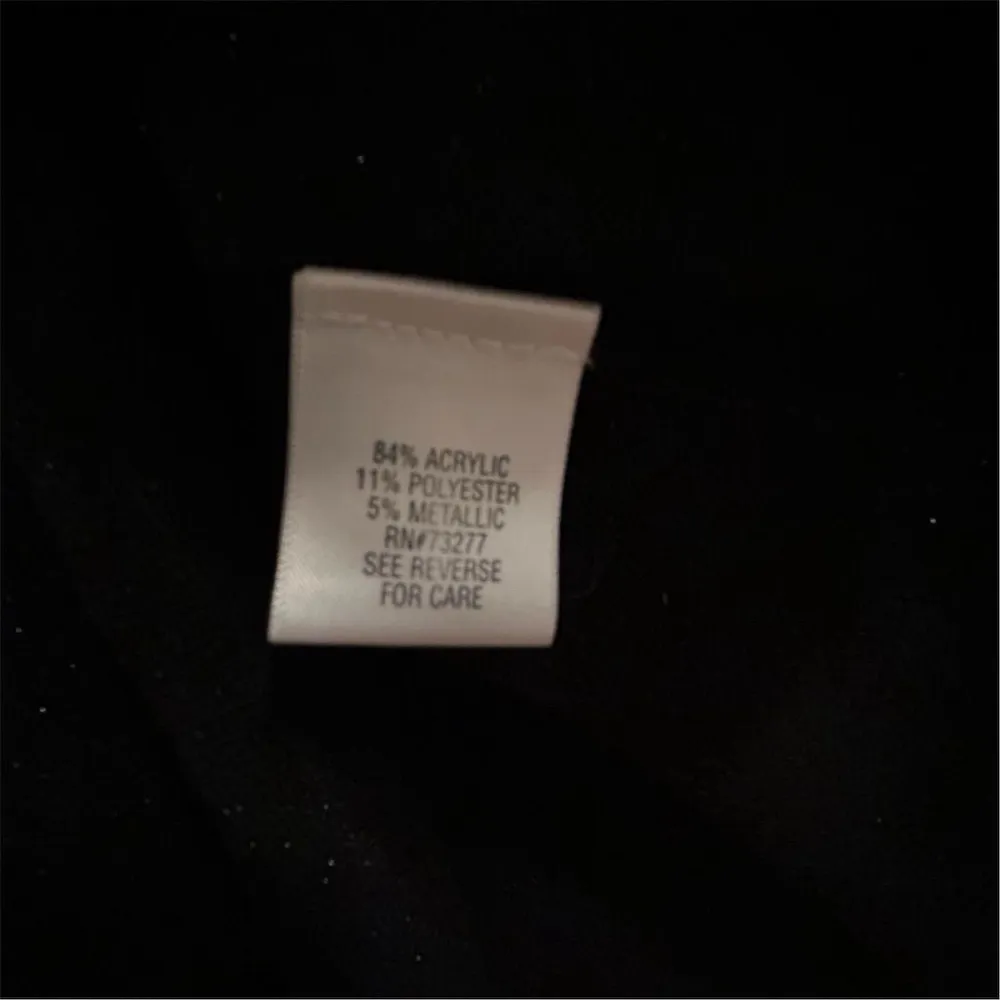 84% ACRYLIC
11% POLYESTER
5% METALLIC
RN#73277
SEE REVERSE
FOR CARE